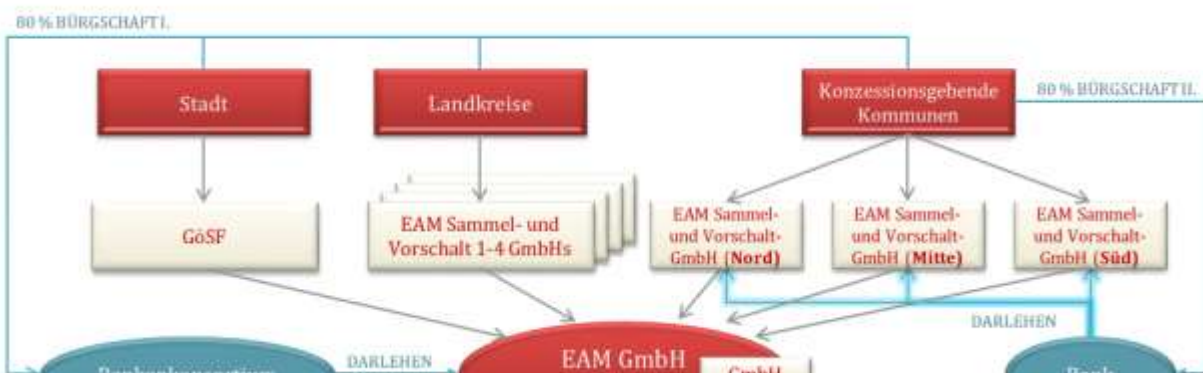 80 % BÜRGSCHAFT I.
Stadt
Landkreise
Konzessionsgebende
Kommunen
80 % BÜRGSCHAFT II.
GöSF
EAM Sammel- und
Vorschalt 1-4 GmbHs
EAM Sammel-
und Vorschalt-
GmbH (Nord)
EAM Sammel-
und Vorschalt-
GmbH (Mitte)
EAM Sammel-
und Vorschalt-
GmbH (Süd)
DARLEHEN
DARLEHEN
EAM GmbH
GmbH
Bankenkonsortium
Bank